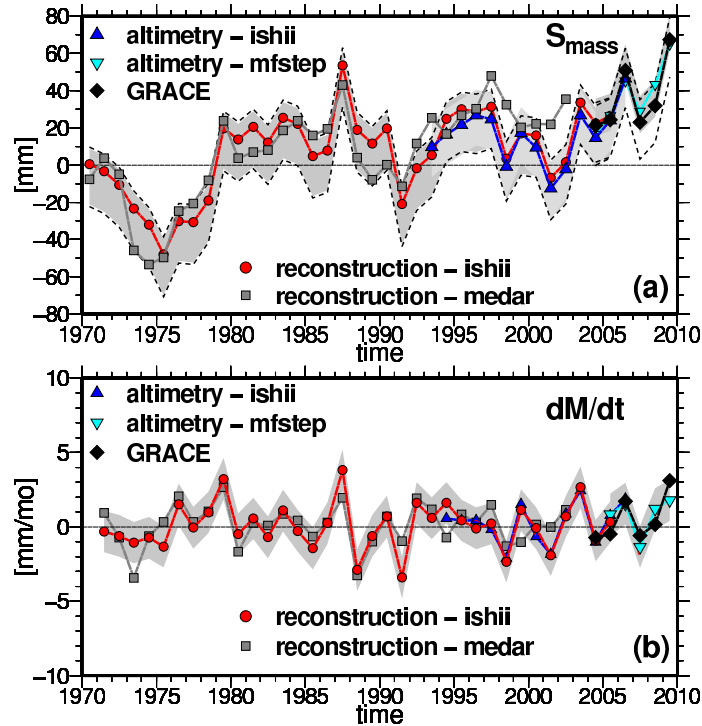 80
60
40
20
0
−20
−40
−60
−80
[mm]
altimetry – ishii
altimetry – mfstep
GRACE
S mass
reconstruction – ishii
reconstruction – medar
(a)
1970 1975 1980 1985 1990 1995 2000 2005 2010
time
10
5
0
−5
−10
[mm/mo]
altimetry – ishii
altimetry – mfstep
GRACE
dM/dt
reconstruction – ishii
reconstruction – medar
(b)
1970 1975 1980 1985 1990 1995 2000 2005 2010
time